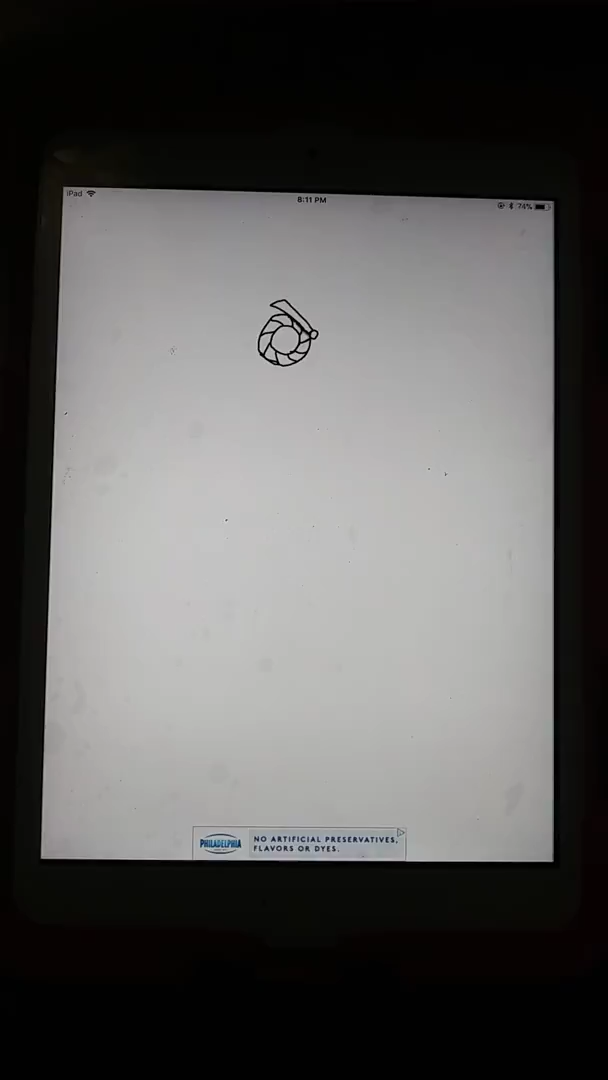 iPad
8:11 PM
74%
PHILADELPHIA
NO ARTIFICIAL PRESERVATIVES,
FLAVORS OR DYES.